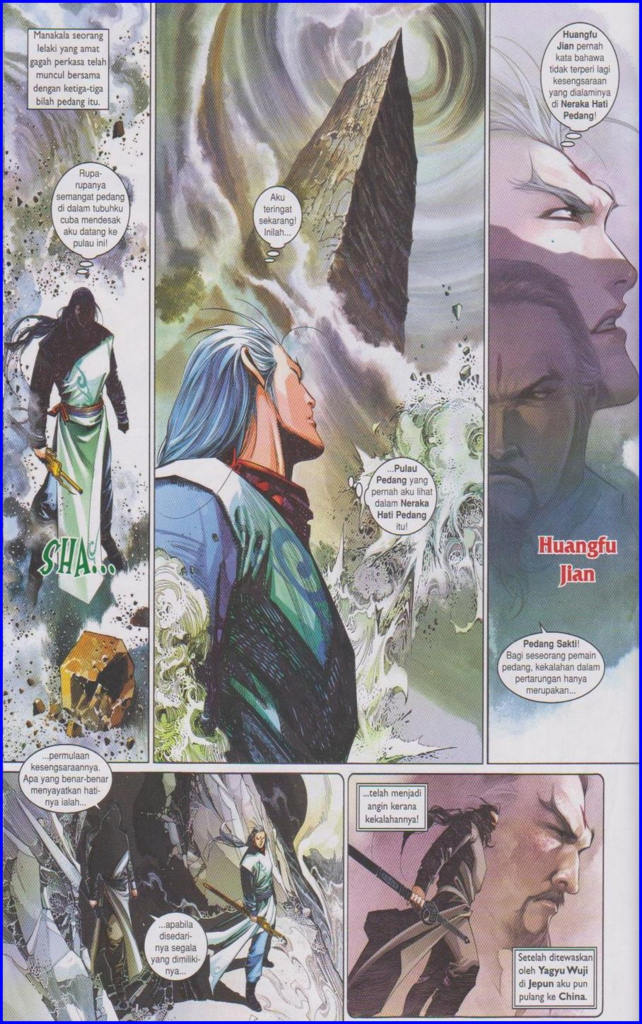 Manakala seorang
lelaki yang amat
gagah perkasa telah
muncul bersama
dengan ketiga-tiga
bilah pedang itu.
Rupa-
rupanya
semangat pedang
di dalam tubuhku
cuba mendesak
aku datang ke
pulau ini!
SHA...
Aku
teringat
sekarang!
Inilah...
...Pulau
Pedang yang
pernah aku lihat
dalam Neraka
Hati Pedang
itu!
Huangfu
Jian pernah
kata bahawa
tidak terperi lagi
kesengsaraan
yang dialaminya
di Neraka Hati
Pedang!
Huangfu
Jian
Pedang Sakti!
Bagi seseorang pemain
pedang, kekalahan dalam
pertarungan hanya
merupakan...
...permulaan
kesengsaraannya.
Apa yang benar-benar
menyayatkan hati-
nya ialah...
...apabila
disedari-
nya segala
yang dimiliki-
nya...
...telah menjadi
angin kerana
kekalahannya!
Setelah ditewaskan
oleh Yagyu Wuji
di Jepun aku pun
pulang ke China.